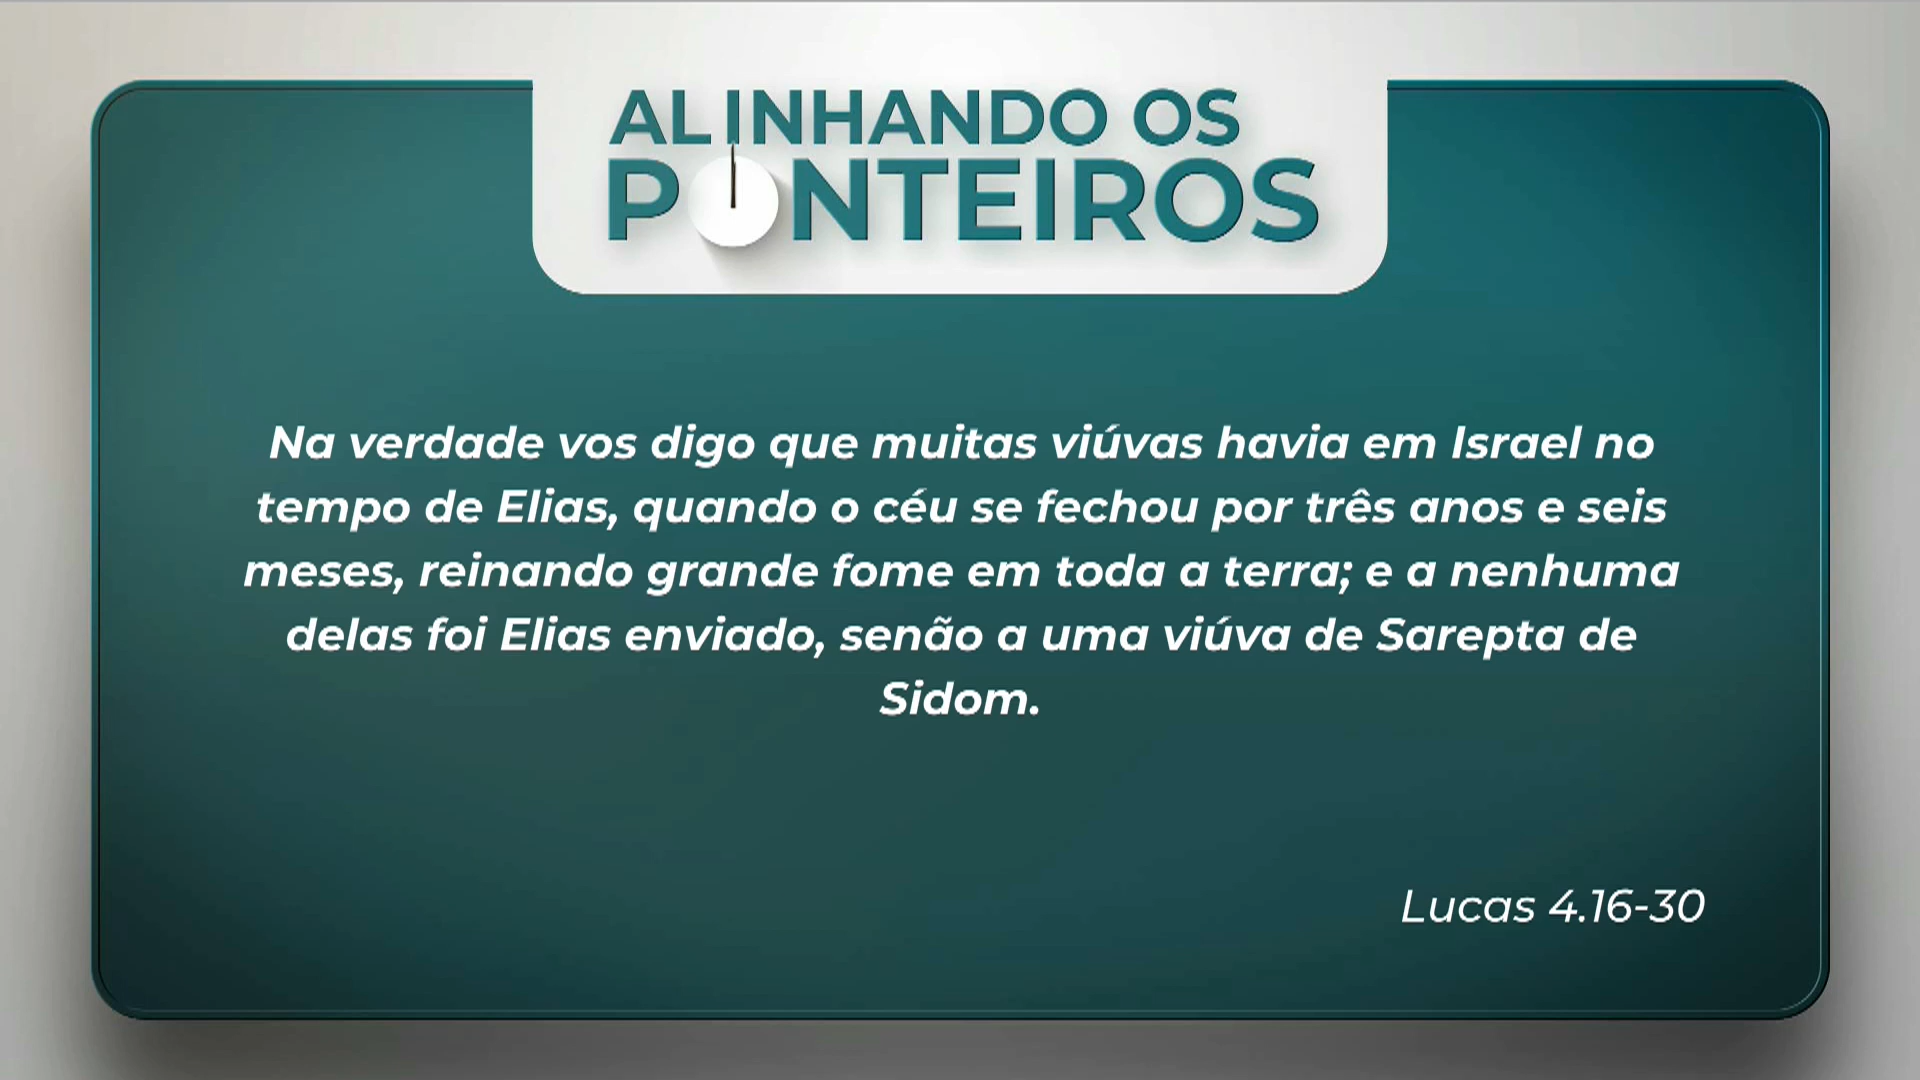 ALINHANDO OS
PONTEIROS
Na verdade vos digo que muitas viúvas havia em Israel no
tempo de Elias, quando o céu se fechou por três anos e seis
meses, reinando grande fome em toda a terra; e a nenhuma
delas foi Elias enviado, senão a uma viúva de Sarepta de
Sidom.
Lucas 4.16-30